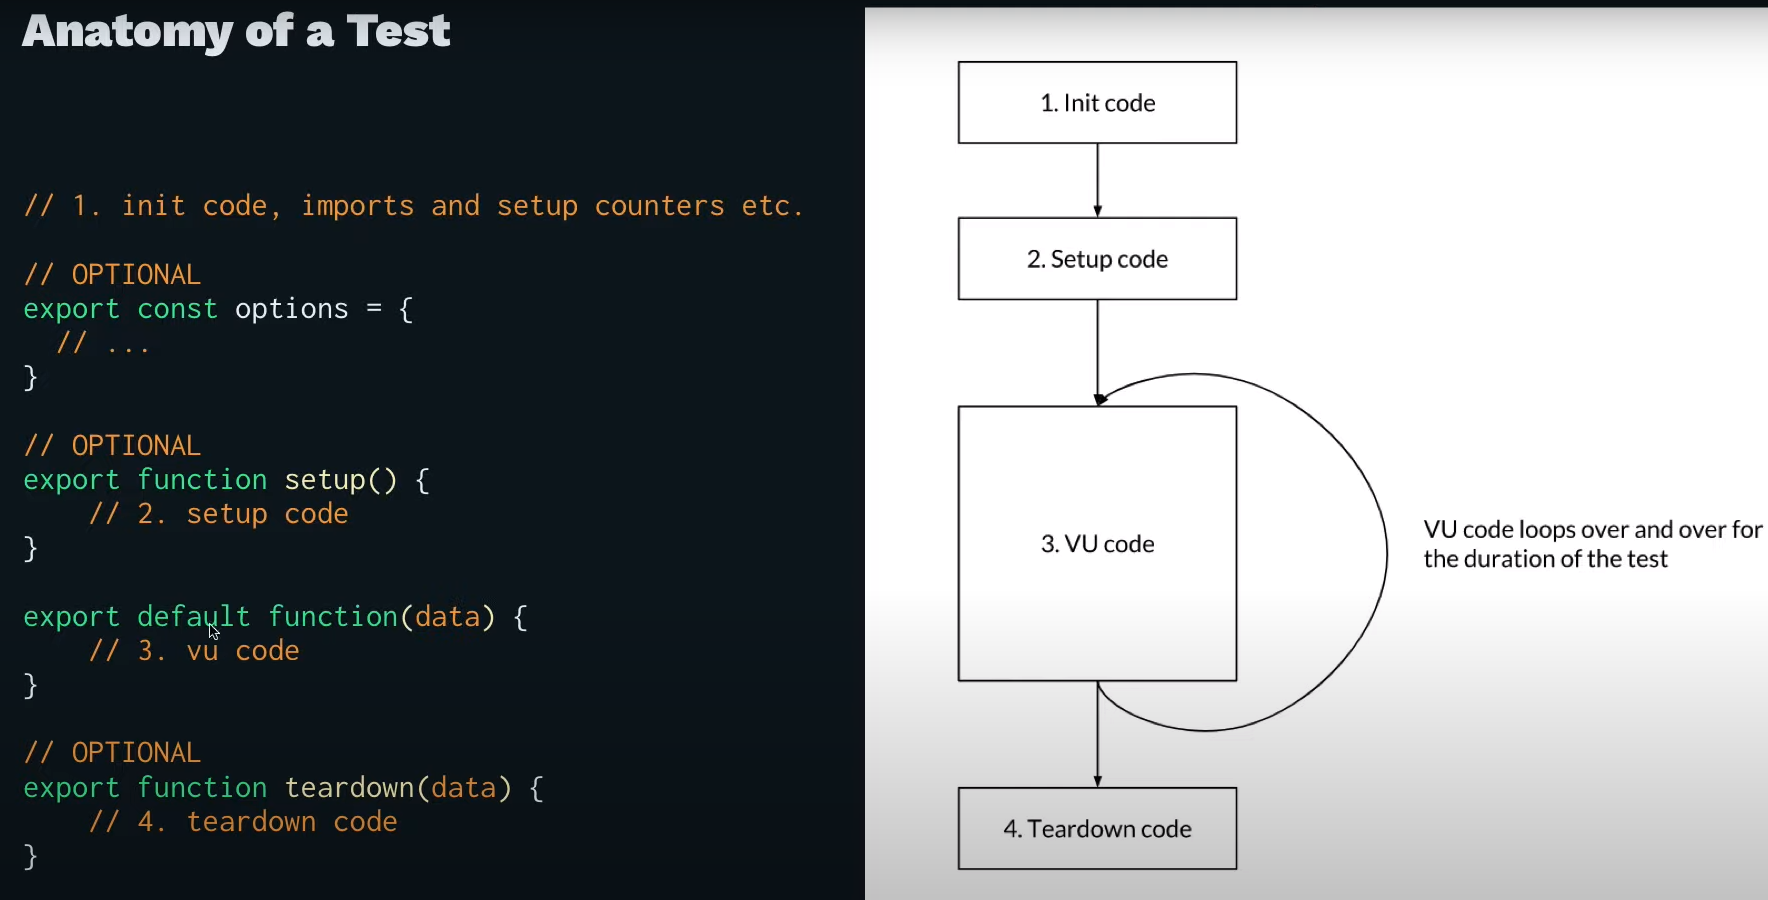 Anatomy of a Test
// 1. init code, imports and setup counters etc.
// OPTIONAL
export const options = {
// ...
}
// OPTIONAL
export function setup() {
// 2. setup code
}
export default function(data) {
// 3. vu code
}
// OPTIONAL
export function teardown(data) {
// 4. teardown code
}
1. Init code
2. Setup code
3. VU code
VU code loops over and over for
the duration of the test
4. Teardown code